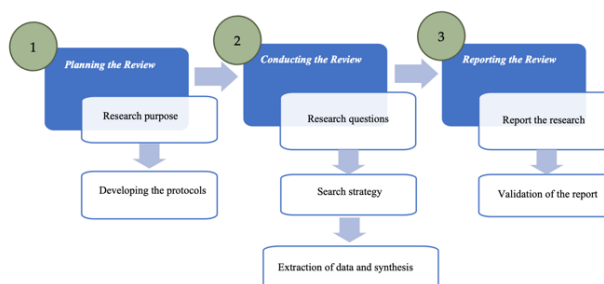 1
Planning the Review
Research purpose
Developing the protocols
2
Conducting the Review
Research questions
Search strategy
Extraction of data and synthesis
3
Reporting the Review
Report the research
Validation of the report